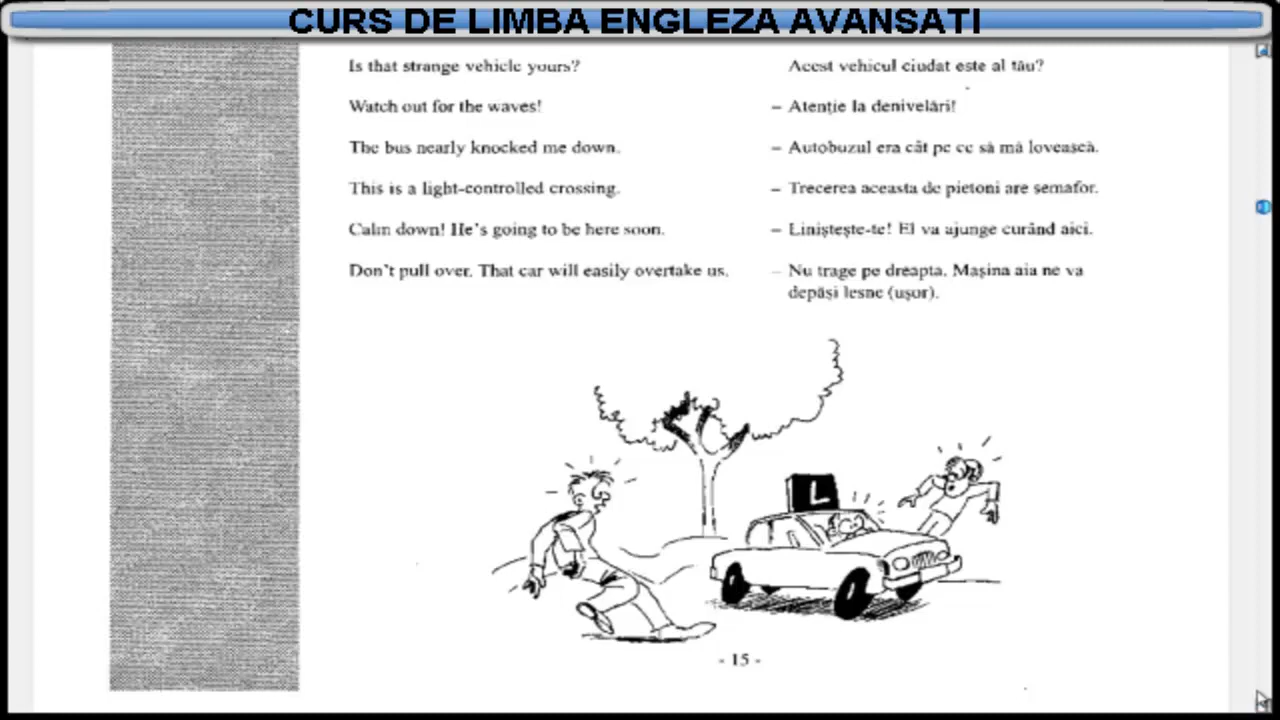 CURS DE LIMBA ENGLEZA AVANSATI
Is that strange vehicle yours? Acest vehicul ciudat este al tău?
Watch out for the waves! – Atenție la denivelări!
The bus nearly knocked me down. – Autobuzul era cât pe ce să mă lovească.
This is a light-controlled crossing. – Trecerea aceasta de pietoni are semafor.
Calm down! He's going to be here soon. – Liniștește-te! El va ajunge curând aici.
Don't pull over. That car will easily overtake us. – Nu trage pe dreapta. Mașina aia ne va
depăși lesne (ușor).
L
- 15 -